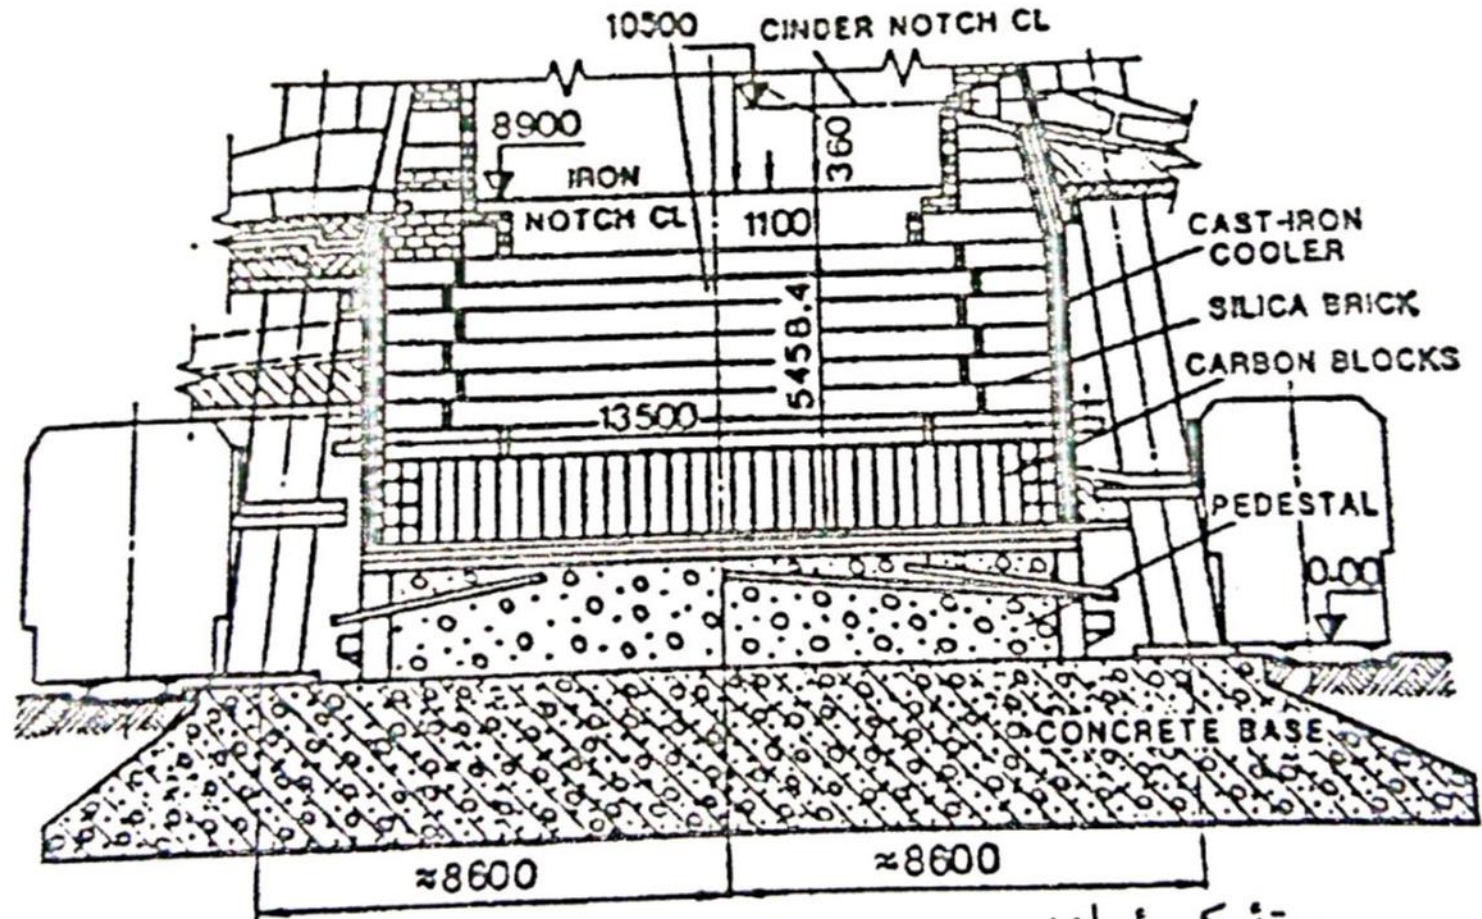 10500
CINDER NOTCH CL
8900
360
IRON
NOTCH CL
1100
CAST-IRON
COOLER
5458.4
SILICA BRICK
CARBON BLOCKS
13500
PEDESTAL
0.00
CONCRETE BASE
≈8600
≈8600